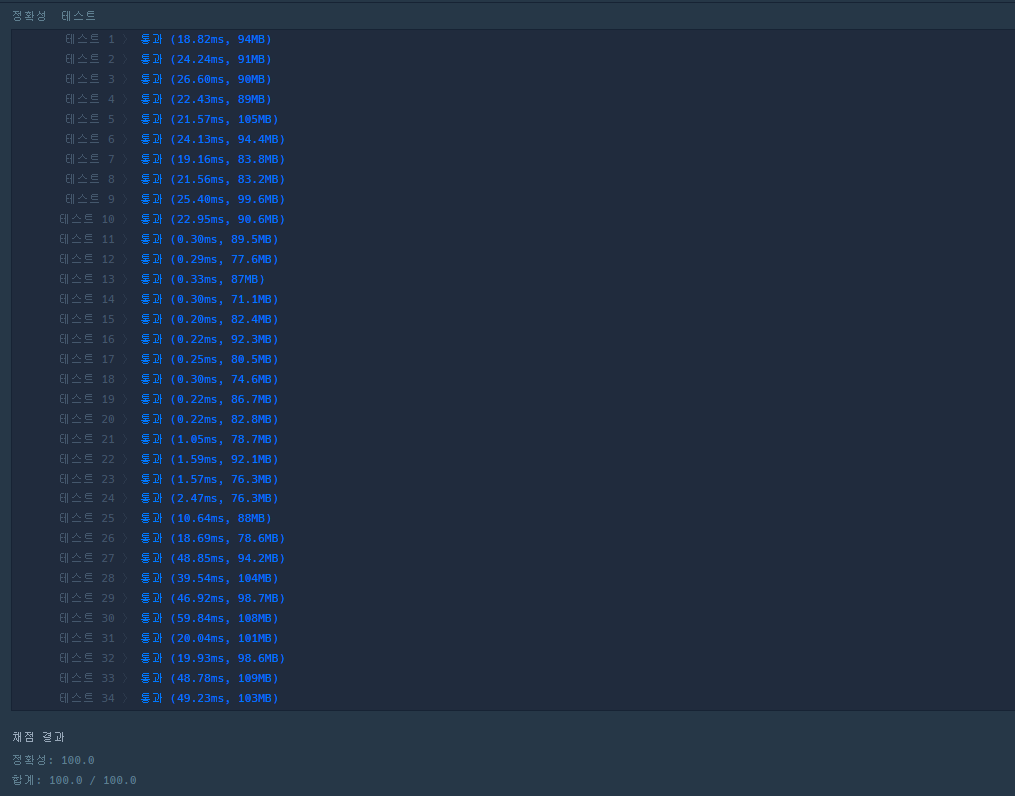 정확성 테스트
테스트 1 〉 통과 (18.82ms, 94MB)
테스트 2 〉 통과 (24.24ms, 91MB)
테스트 3 〉 통과 (26.60ms, 90MB)
테스트 4 〉 통과 (22.43ms, 89MB)
테스트 5 〉 통과 (21.57ms, 105MB)
테스트 6 〉 통과 (24.13ms, 94.4MB)
테스트 7 〉 통과 (19.16ms, 83.8MB)
테스트 8 〉 통과 (21.56ms, 83.2MB)
테스트 9 〉 통과 (25.40ms, 99.6MB)
테스트 10 〉 통과 (22.95ms, 90.6MB)
테스트 11 〉 통과 (0.30ms, 89.5MB)
테스트 12 〉 통과 (0.29ms, 77.6MB)
테스트 13 〉 통과 (0.33ms, 87MB)
테스트 14 〉 통과 (0.30ms, 71.1MB)
테스트 15 〉 통과 (0.20ms, 82.4MB)
테스트 16 〉 통과 (0.22ms, 92.3MB)
테스트 17 〉 통과 (0.25ms, 80.5MB)
테스트 18 〉 통과 (0.30ms, 74.6MB)
테스트 19 〉 통과 (0.22ms, 86.7MB)
테스트 20 〉 통과 (0.22ms, 82.8MB)
테스트 21 〉 통과 (1.05ms, 78.7MB)
테스트 22 〉 통과 (1.59ms, 92.1MB)
테스트 23 〉 통과 (1.57ms, 76.3MB)
테스트 24 〉 통과 (2.47ms, 76.3MB)
테스트 25 〉 통과 (10.64ms, 88MB)
테스트 26 〉 통과 (18.69ms, 78.6MB)
테스트 27 〉 통과 (48.85ms, 94.2MB)
테스트 28 〉 통과 (39.54ms, 104MB)
테스트 29 〉 통과 (46.92ms, 98.7MB)
테스트 30 〉 통과 (59.84ms, 108MB)
테스트 31 〉 통과 (20.04ms, 101MB)
테스트 32 〉 통과 (19.93ms, 98.6MB)
테스트 33 〉 통과 (48.78ms, 109MB)
테스트 34 〉 통과 (49.23ms, 103MB)
채점 결과
정확성: 100.0
합계: 100.0 / 100.0